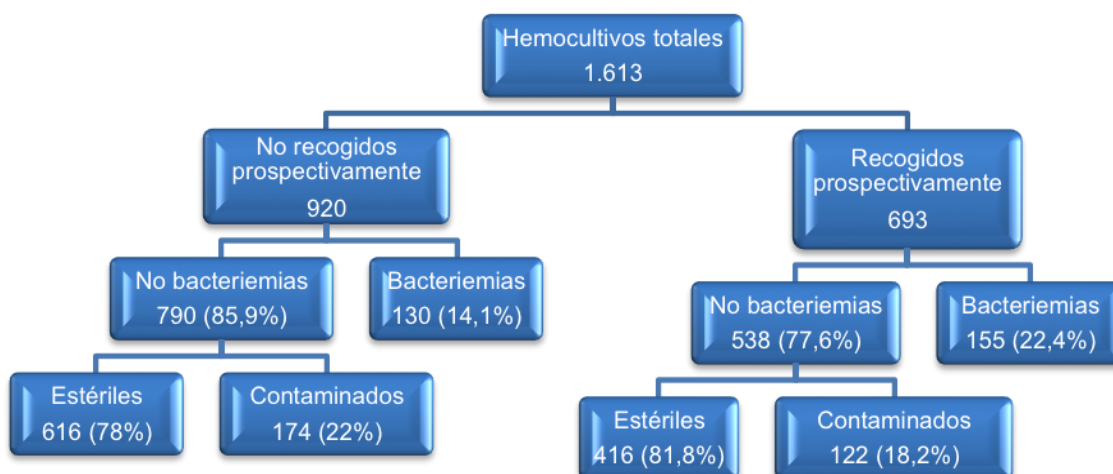 Hemocultivos totales
1.613
No recogidos
prospectivamente
920
Recogidos
prospectivamente
693
No bacteriemias
790 (85,9%)
Bacteriemias
130 (14,1%)
No bacteriemias
538 (77,6%)
Bacteriemias
155 (22,4%)
Estériles
616 (78%)
Contaminados
174 (22%)
Estériles
416 (81,8%)
Contaminados
122 (18,2%)